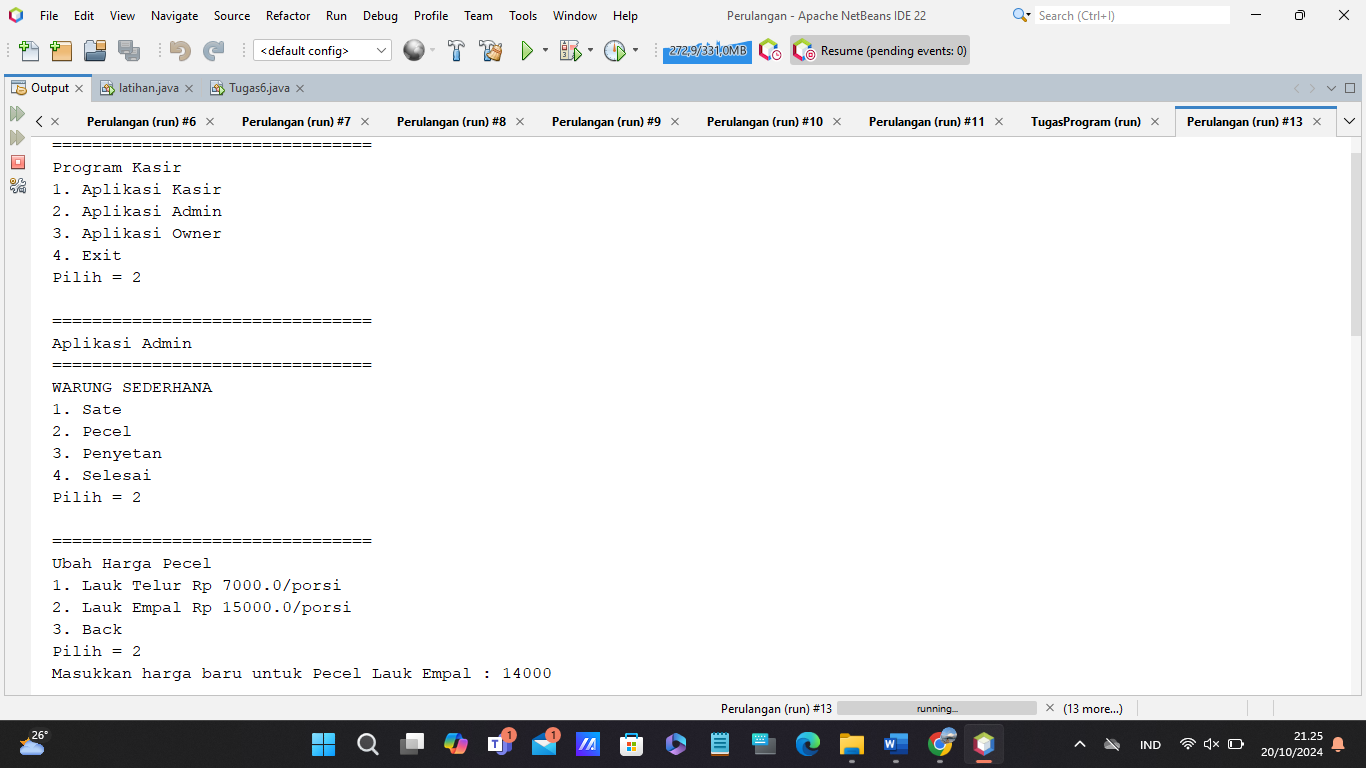 File Edit View Navigate Source Refactor Run Debug Profile Team Tools Window Help Perulangan - Apache NetBeans IDE 22 Search (Ctrl+I)
<default config> 272,9/331,0MB Resume (pending events: 0)
Output latihan.java Tugas6.java
Perulangan (run) #6 Perulangan (run) #7 Perulangan (run) #8 Perulangan (run) #9 Perulangan (run) #10 Perulangan (run) #11 TugasProgram (run) Perulangan (run) #13
================================
Program Kasir
1. Aplikasi Kasir
2. Aplikasi Admin
3. Aplikasi Owner
4. Exit
Pilih = 2
================================
Aplikasi Admin
================================
WARUNG SEDERHANA
1. Sate
2. Pecel
3. Penyetan
4. Selesai
Pilih = 2
================================
Ubah Harga Pecel
1. Lauk Telur Rp 7000.0/porsi
2. Lauk Empal Rp 15000.0/porsi
3. Back
Pilih = 2
Masukkan harga baru untuk Pecel Lauk Empal : 14000
Perulangan (run) #13 running... (13 more...)
26° 1 1 IND 21.25
20/10/2024